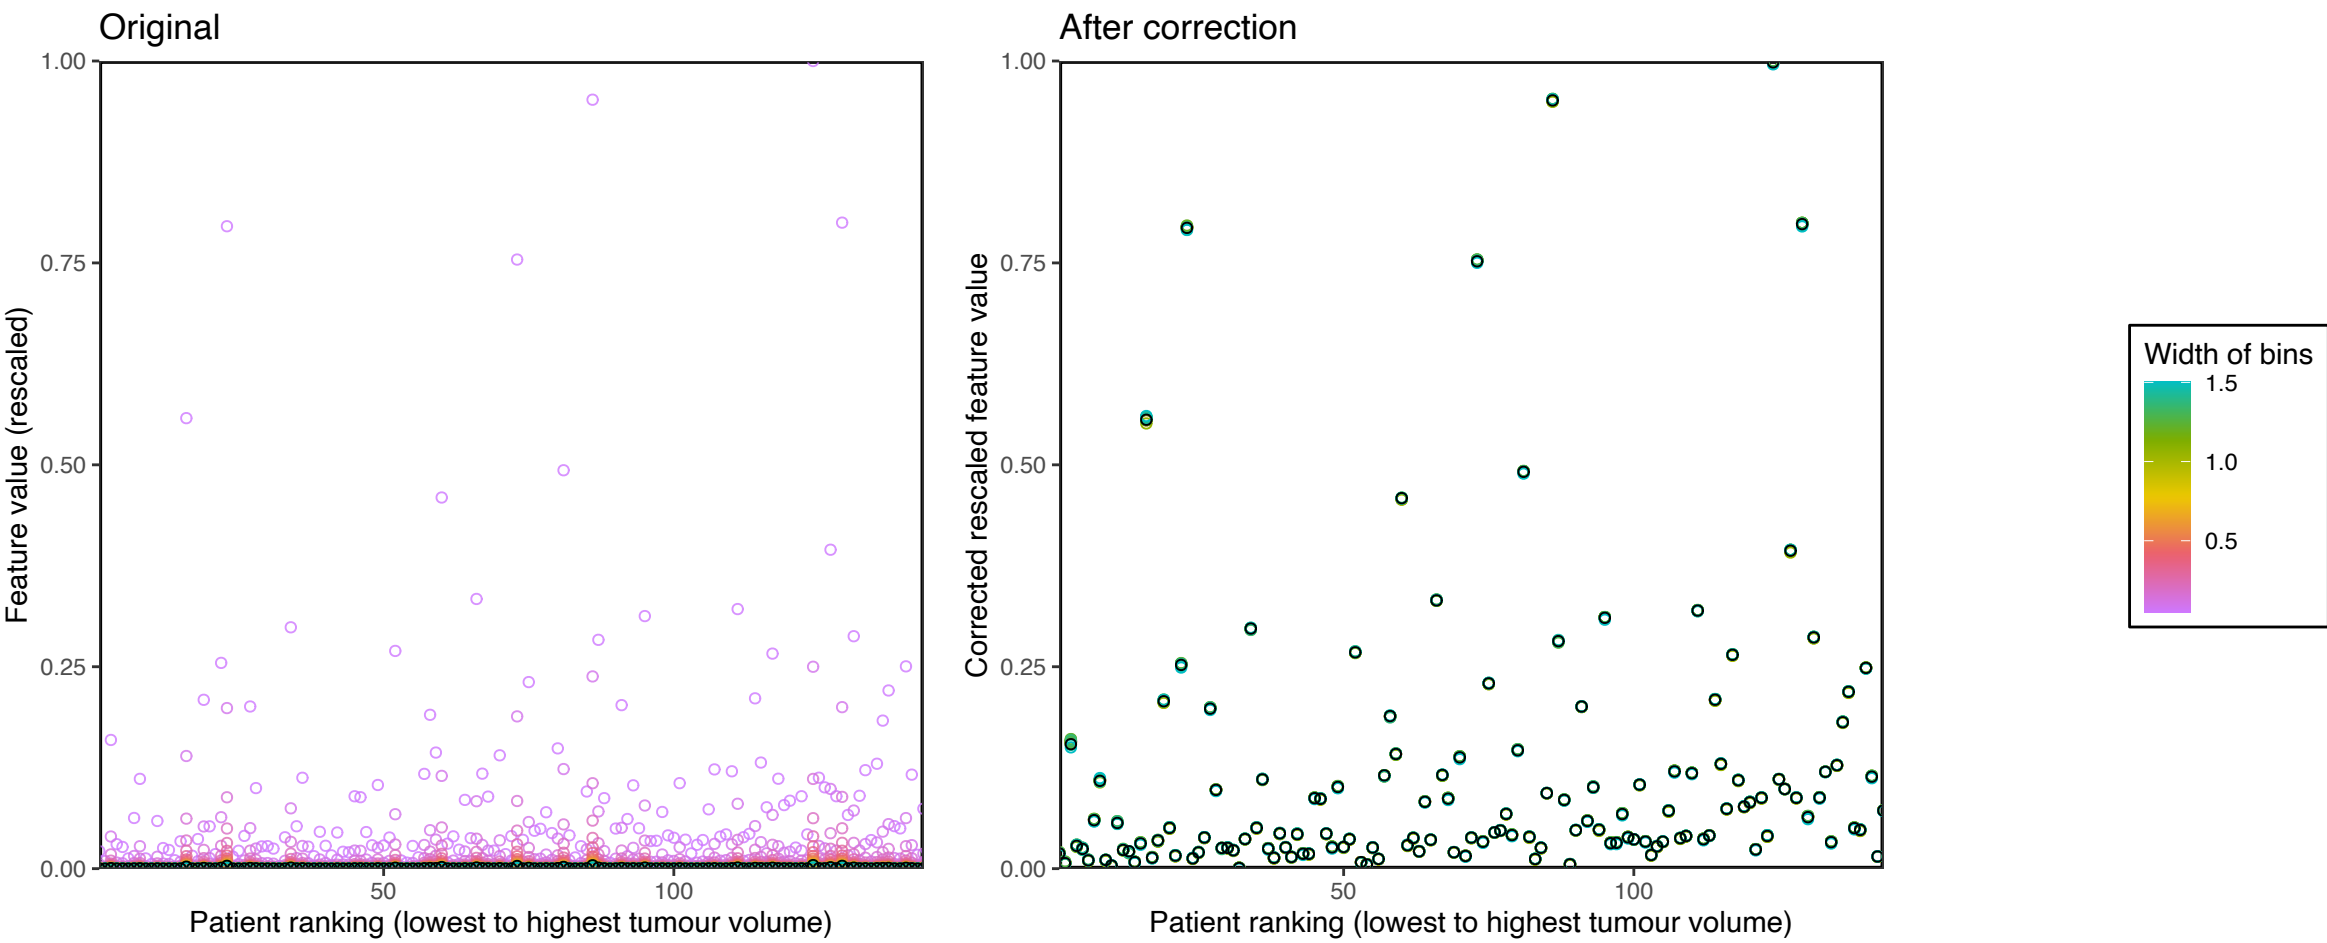 Original
1.00
0.75
0.50
0.25
0.00
50
100
Feature value (rescaled)
Patient ranking (lowest to highest tumour volume)
After correction
1.00
0.75
0.50
0.25
0.00
50
100
Corrected rescaled feature value
Patient ranking (lowest to highest tumour volume)
Width of bins
1.5
1.0
0.5